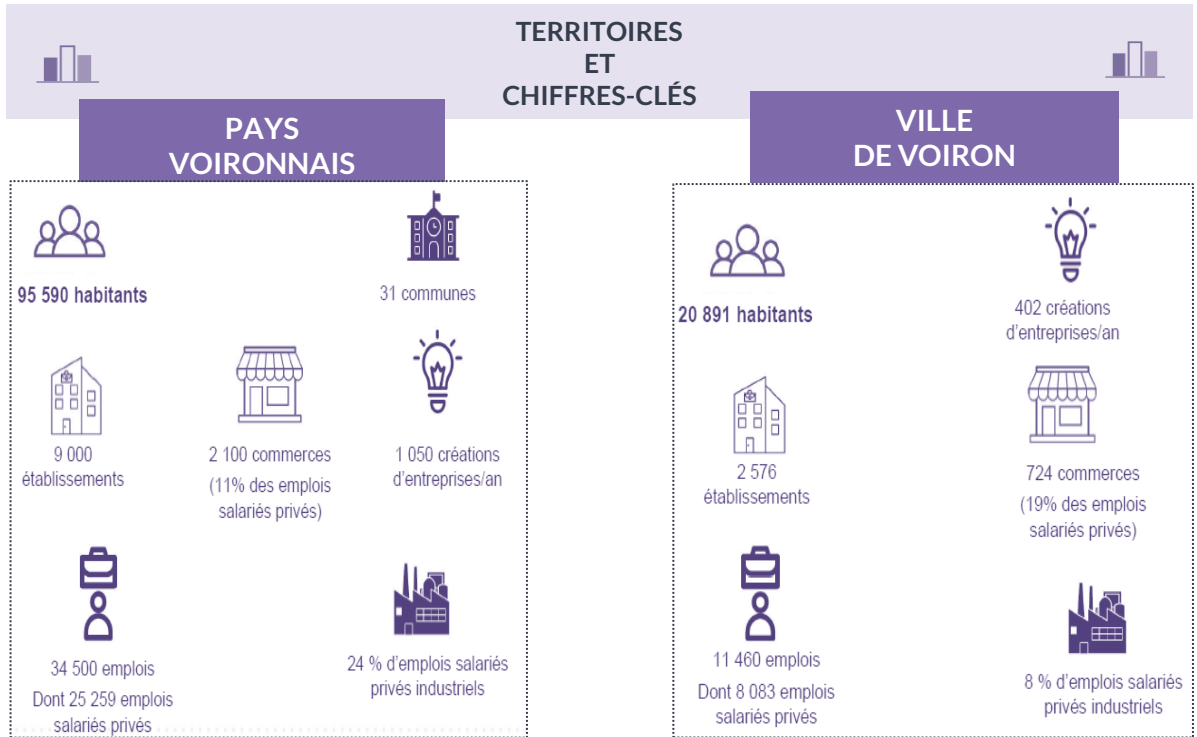 TERRITOIRES
ET
CHIFFRES-CLÉS
PAYS
VOIRONNAIS
95 590 habitants
31 communes
9 000
établissements
2 100 commerces
(11% des emplois
salariés privés)
1 050 créations
d'entreprises/an
34 500 emplois
Dont 25 259 emplois
salariés privés
24 % d'emplois salariés
privés industriels
VILLE
DE VOIRON
20 891 habitants
402 créations
d'entreprises/an
2 576
établissements
724 commerces
(19% des emplois
salariés privés)
11 460 emplois
Dont 8 083 emplois
salariés privés
8 % d'emplois salariés
privés industriels